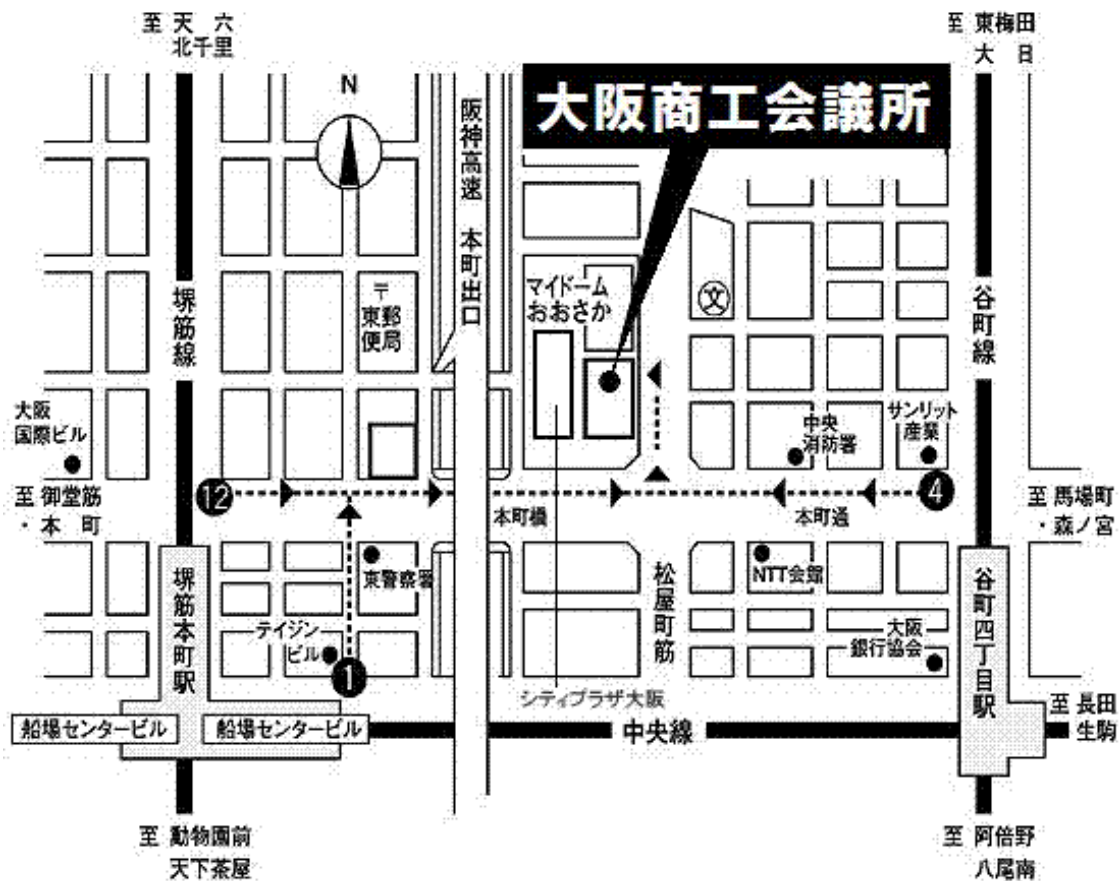 至 天 六
北千里
至 東梅田
大 日
N
阪神高速 本町出口
大阪商工会議所
堺筋線
〒
東郵
便局
マイドーム
おおさか
文
谷町線
大阪
国際ビル
中央
消防署
サンリット
産業
至 御堂筋
・本 町
12
4
本町橋
本町通
至 馬場町
・森ノ宮
東警察署
NTT会館
堺筋本町駅
松屋町筋
谷町四丁目駅
テイジン
ビル
1
大阪
銀行協会
シティプラザ大阪
船場センタービル
船場センタービル
中央線
至 長田
生駒
至 動物園前
天下茶屋
至 阿倍野
八尾南